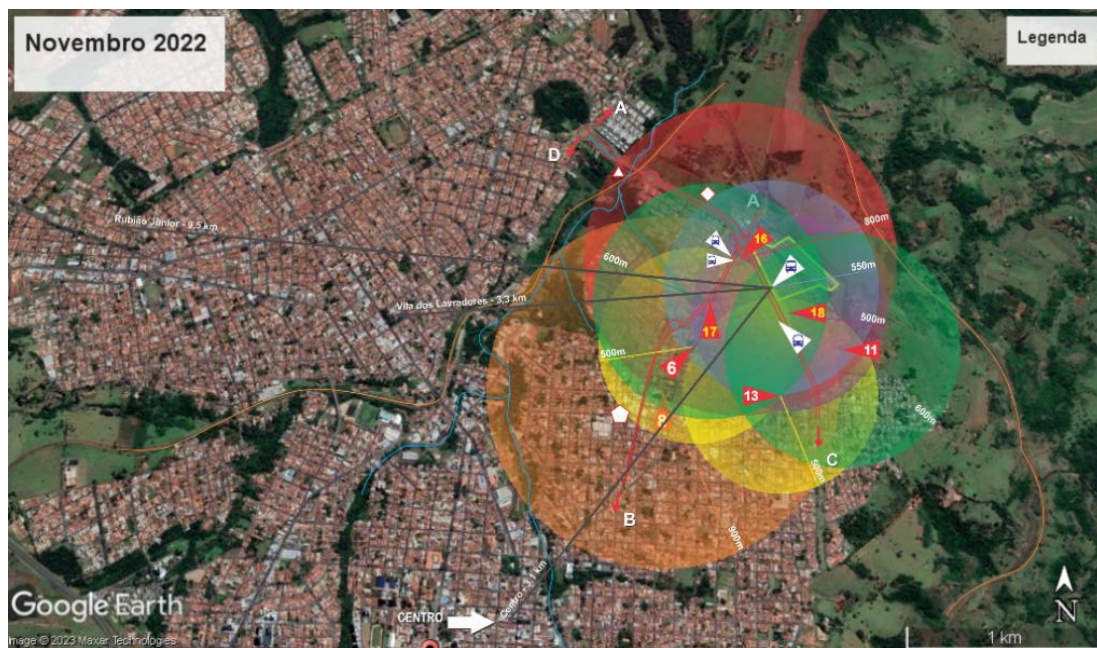 Novembro 2022
Legenda
A
D
A
800m
16
Rubião Júnior - 9,5 km
600m
550m
Vila dos Lavradores - 3,3 km
18
500m
17
11
500m
6
13
8
600m
C
500m
B
900m
Centro - 3,1 km
Google Earth
CENTRO
N
Image © 2023 Maxar Technologies
1 km